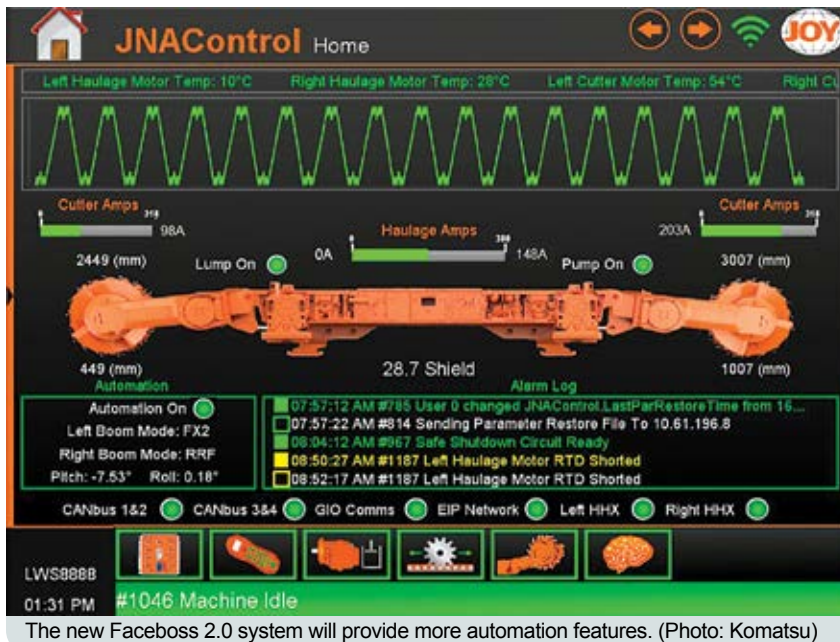 JNAControl Home
JOY
Left Haulage Motor Temp: 10°C Right Haulage Motor Temp: 28°C Left Cutter Motor Temp: 54°C Right
Cutter Amps
0
98A
Haulage Amps
0A
148A
Cutter Amps
203A
2449 (mm)
Lump On
Pump On
3007 (mm)
449 (mm)
28.7 Shield
1007 (mm)
Automation
Automation On
Left Boom Mode: FX2
Right Boom Mode: RRF
Pitch: -7.53° Roll: 0.18°
Alarm Log
07:57:12 AM #785 User 0 changed JNAControl.LastParRestoreTime from 16...
07:57:22 AM #814 Sending Parameter Restore File To 10.61.196.8
08:04:12 AM #967 Safe Shutdown Circuit Ready
08:50:27 AM #1187 Left Haulage Motor RTD Shorted
08:52:17 AM #1187 Left Haulage Motor RTD Shorted
CANbus 1&2 CANbus 3&4 GIO Comms EIP Network Left HHX Right HHX
LWS8888
01:31 PM
#1046 Machine Idle
The new Faceboss 2.0 system will provide more automation features. (Photo: Komatsu)